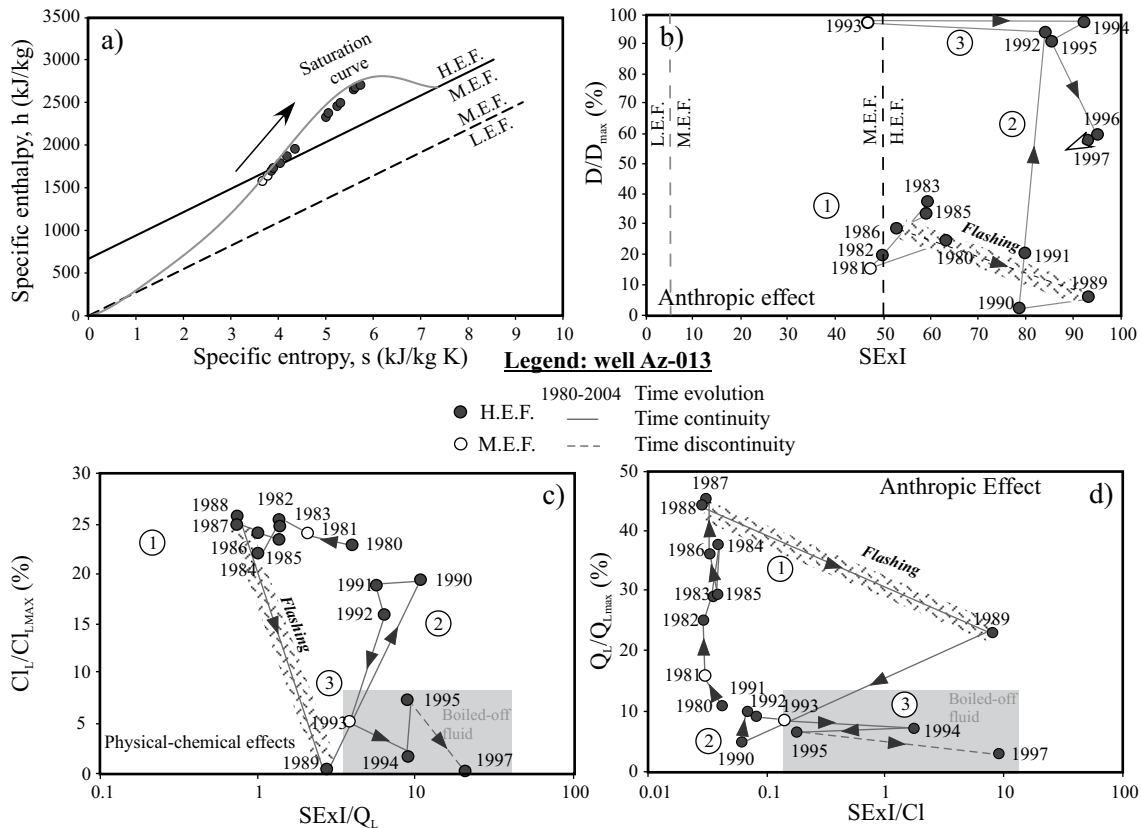 a)
Specific enthalpy, h (kJ/kg)
3500
3000
2500
2000
1500
1000
500
0
Saturation
curve
H.E.F.
M.E.F.
M.E.F.
L.E.F.
0 1 2 3 4 5 6 7 8 9 10
Specific entropy, s (kJ/kg K)
b)
D/Dmax (%)
100
90
80
70
60
50
40
30
20
10
0
L.E.F.
M.E.F.
M.E.F.
H.E.F.
1993
1994
1992
1995
3
2
1996
1997
1
1983
1985
1986
1982
1981
1980
Flashing
1991
1989
1990
Anthropic effect
0 10 20 30 40 50 60 70 80 90 100
SExI
Legend: well Az-013
1980-2004 Time evolution
H.E.F. Time continuity
M.E.F. Time discontinuity
c)
ClL/ClLMAX (%)
30
25
20
15
10
5
0
1988
1987
1986
1984
1982
1983
1981
1985
1980
1
1991
1990
1992
2
Flashing
3
1993
1995
Boiled-off
fluid
Physical-chemical effects
1989
1994
1997
0.1 1 10 100
SExI/QL
d)
Anthropic Effect
QL/QLmax (%)
50
40
30
20
10
0
1987
1988
1986
1984
1983
1985
1
Flashing
1989
1981
1980
1991
1992
1993
3
Boiled-off
fluid
2
1990
1995
1994
1997
0.01 0.1 1 10 100
SExI/Cl